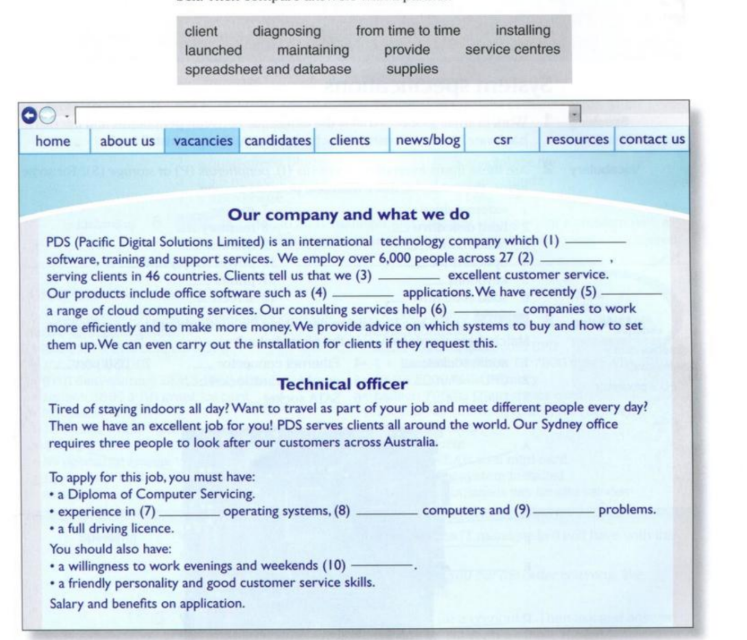 client diagnosing from time to time installing
launched maintaining provide service centres
spreadsheet and database supplies
home about us vacancies candidates clients news/blog csr resources contact us
Our company and what we do
PDS (Pacific Digital Solutions Limited) is an international technology company which (1) ________
software, training and support services. We employ over 6,000 people across 27 (2) ________ ,
serving clients in 46 countries. Clients tell us that we (3) ________ excellent customer service.
Our products include office software such as (4) ________ applications. We have recently (5) ________
a range of cloud computing services. Our consulting services help (6) ________ companies to work
more efficiently and to make more money. We provide advice on which systems to buy and how to set
them up. We can even carry out the installation for clients if they request this.
Technical officer
Tired of staying indoors all day? Want to travel as part of your job and meet different people every day?
Then we have an excellent job for you! PDS serves clients all around the world. Our Sydney office
requires three people to look after our customers across Australia.
To apply for this job, you must have:
• a Diploma of Computer Servicing.
• experience in (7) ________ operating systems, (8) ________ computers and (9) ________ problems.
• a full driving licence.
You should also have:
• a willingness to work evenings and weekends (10) ________.
• a friendly personality and good customer service skills.
Salary and benefits on application.